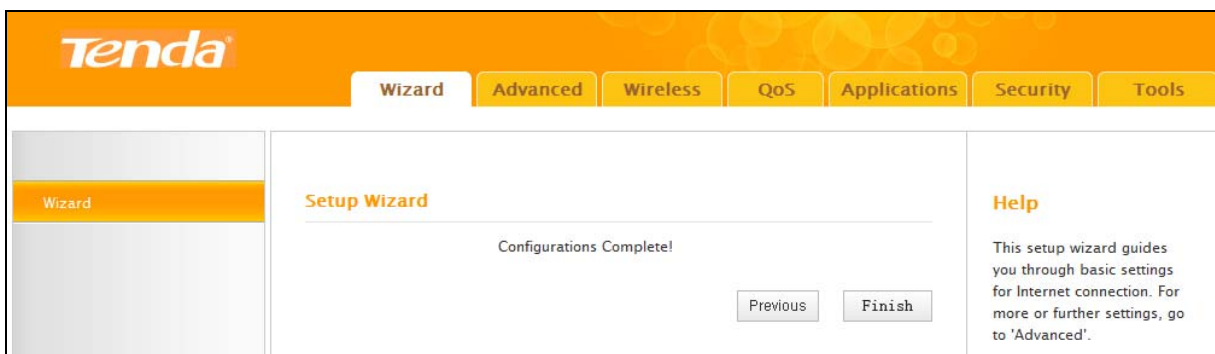 Tenda®
Wizard Advanced Wireless QoS Applications Security Tools
Wizard
Setup Wizard
Configurations Complete!
Previous Finish
Help
This setup wizard guides
you through basic settings
for Internet connection. For
more or further settings, go
to 'Advanced'.